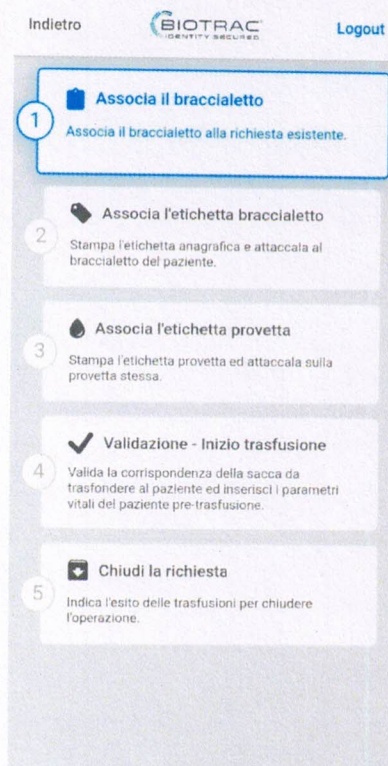 Indietro
BIOTRAC
IDENTITY SECURED
Logout
1
Associa il braccialetto
Associa il braccialetto alla richiesta esistente.
2
Associa l'etichetta braccialetto
Stampa l'etichetta anagrafica e attaccala al
braccialetto del paziente.
3
Associa l'etichetta provetta
Stampa l'etichetta provetta ed attaccala sulla
provetta stessa.
4
Validazione - Inizio trasfusione
Valida la corrispondenza della sacca da
trasfondere al paziente ed inserisci i parametri
vitali del paziente pre-trasfusione.
5
Chiudi la richiesta
Indica l'esito delle trasfusioni per chiudere
l'operazione.